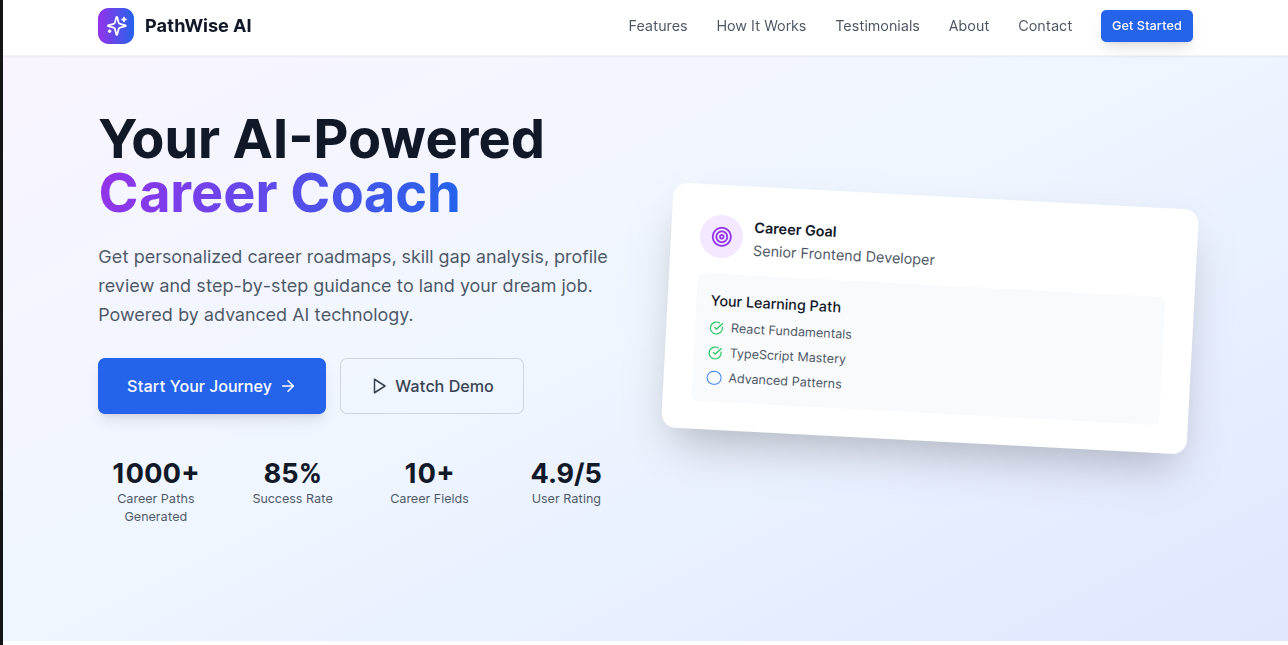 PathWise AI
Features
How It Works
Testimonials
About
Contact
Get Started
Your AI-Powered
Career Coach
Get personalized career roadmaps, skill gap analysis, profile
review and step-by-step guidance to land your dream job.
Powered by advanced AI technology.
Start Your Journey →
Watch Demo
1000+
Career Paths
Generated
85%
Success Rate
10+
Career Fields
4.9/5
User Rating
Career Goal
Senior Frontend Developer
Your Learning Path
React Fundamentals
TypeScript Mastery
Advanced Patterns